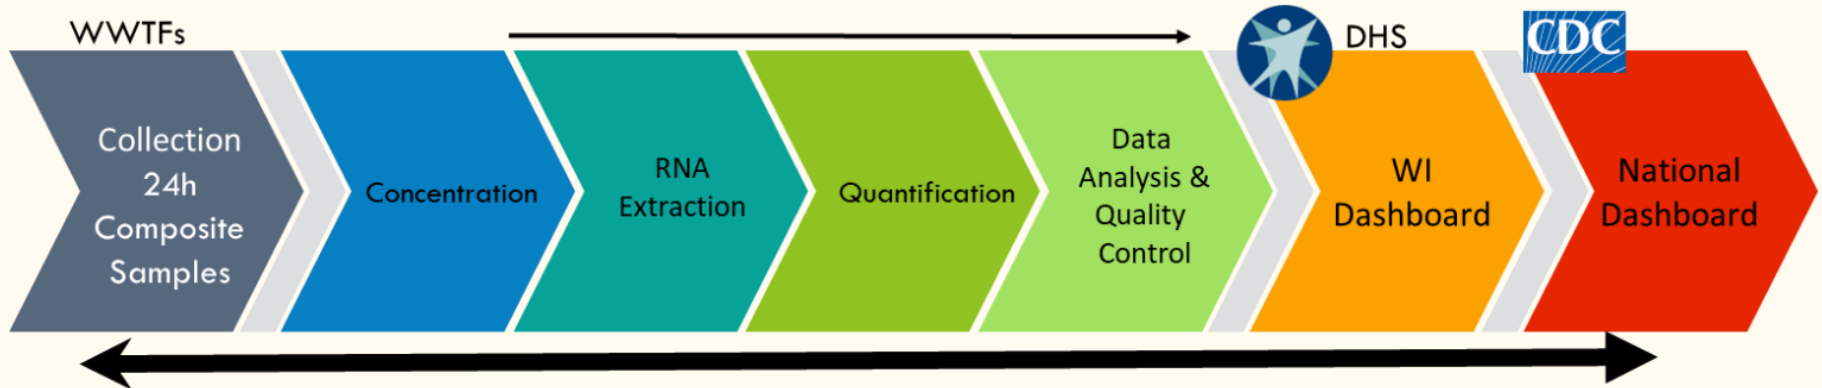 WWTFs
Collection
24h
Composite
Samples
Concentration
RNA
Extraction
Quantification
Data
Analysis &
Quality
Control
DHS
WI
Dashboard
CDC
National
Dashboard